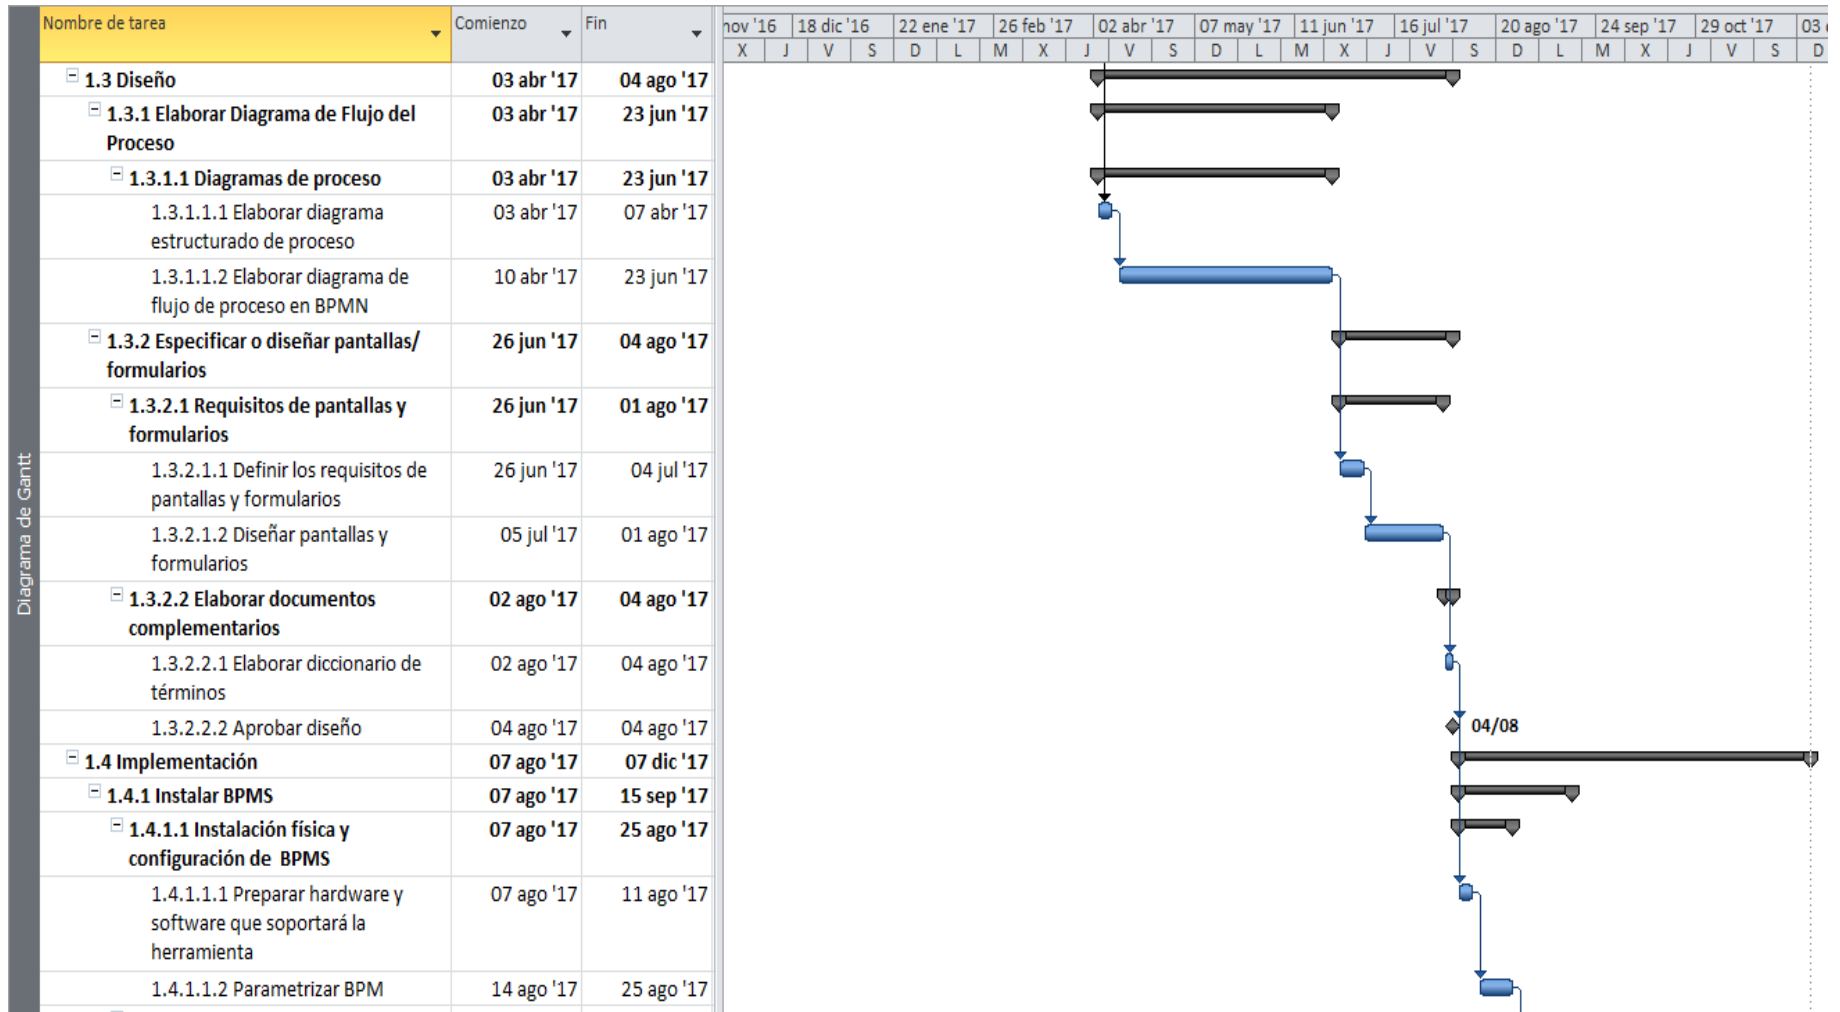 Nombre de tarea Comienzo Fin nov '16 18 dic '16 22 ene '17 26 feb '17 02 abr '17 07 may '17 11 jun '17 16 jul '17 20 ago '17 24 sep '17 29 oct '17 03
X J V S D L M X J V S D L M X J V S D L M X J V S D
1.3 Diseño 03 abr '17 04 ago '17
1.3.1 Elaborar Diagrama de Flujo del 03 abr '17 23 jun '17
Proceso
1.3.1.1 Diagramas de proceso 03 abr '17 23 jun '17
1.3.1.1.1 Elaborar diagrama 03 abr '17 07 abr '17
estructurado de proceso
1.3.1.1.2 Elaborar diagrama de 10 abr '17 23 jun '17
flujo de proceso en BPMN
1.3.2 Especificar o diseñar pantallas/ 26 jun '17 04 ago '17
formularios
1.3.2.1 Requisitos de pantallas y 26 jun '17 01 ago '17
formularios
1.3.2.1.1 Definir los requisitos de 26 jun '17 04 jul '17
pantallas y formularios
1.3.2.1.2 Diseñar pantallas y 05 jul '17 01 ago '17
formularios
1.3.2.2 Elaborar documentos 02 ago '17 04 ago '17
complementarios
1.3.2.2.1 Elaborar diccionario de 02 ago '17 04 ago '17
términos
1.3.2.2.2 Aprobar diseño 04 ago '17 04 ago '17 04/08
1.4 Implementación 07 ago '17 07 dic '17
1.4.1 Instalar BPMS 07 ago '17 15 sep '17
1.4.1.1 Instalación física y 07 ago '17 25 ago '17
configuración de BPMS
1.4.1.1.1 Preparar hardware y 07 ago '17 11 ago '17
software que soportará la
herramienta
1.4.1.1.2 Parametrizar BPM 14 ago '17 25 ago '17
Diagrama de Gantt